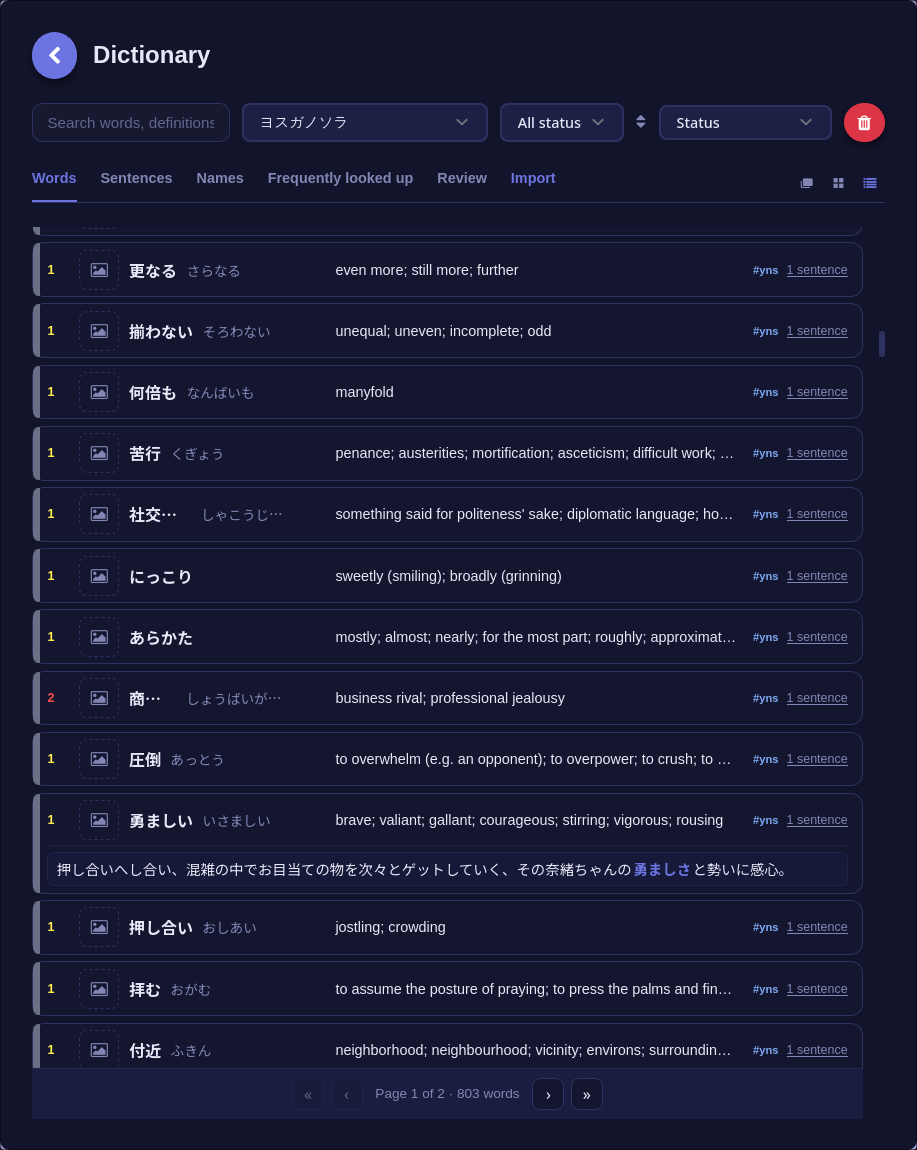 Dictionary
Search words, definitions
ヨスガノソラ
All status
Status
Words Sentences Names Frequently looked up Review Import
1 更なる さらなる even more; still more; further #yns 1 sentence
1 揃わない そろわない unequal; uneven; incomplete; odd #yns 1 sentence
1 何倍も なんばいも manyfold #yns 1 sentence
1 苦行 くぎょう penance; austerities; mortification; asceticism; difficult work; … #yns 1 sentence
1 社交… しゃこうじ… something said for politeness' sake; diplomatic language; ho… #yns 1 sentence
1 にっこり sweetly (smiling); broadly (grinning) #yns 1 sentence
1 あらかた mostly; almost; nearly; for the most part; roughly; approximat… #yns 1 sentence
2 商… しょうばいが… business rival; professional jealousy #yns 1 sentence
1 圧倒 あっとう to overwhelm (e.g. an opponent); to overpower; to crush; to … #yns 1 sentence
1 勇ましい いさましい brave; valiant; gallant; courageous; stirring; vigorous; rousing #yns 1 sentence
押し合いへし合い、混雑の中でお目当ての物を次々とゲットしていく、その奈緒ちゃんの勇ましさと勢いに感心。
1 押し合い おしあい jostling; crowding #yns 1 sentence
1 拝む おがむ to assume the posture of praying; to press the palms and fin… #yns 1 sentence
1 付近 ふきん neighborhood; neighbourhood; vicinity; environs; surroundin… #yns 1 sentence
« ‹ Page 1 of 2 · 803 words › »